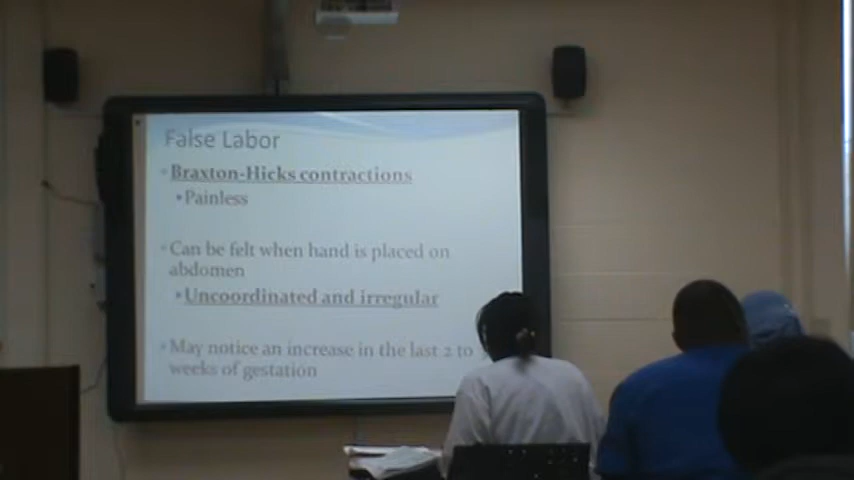 False Labor
Braxton-Hicks contractions
Painless
Can be felt when hand is placed on
abdomen
Uncoordinated and irregular
May notice an increase in the last 2 to
weeks of gestation